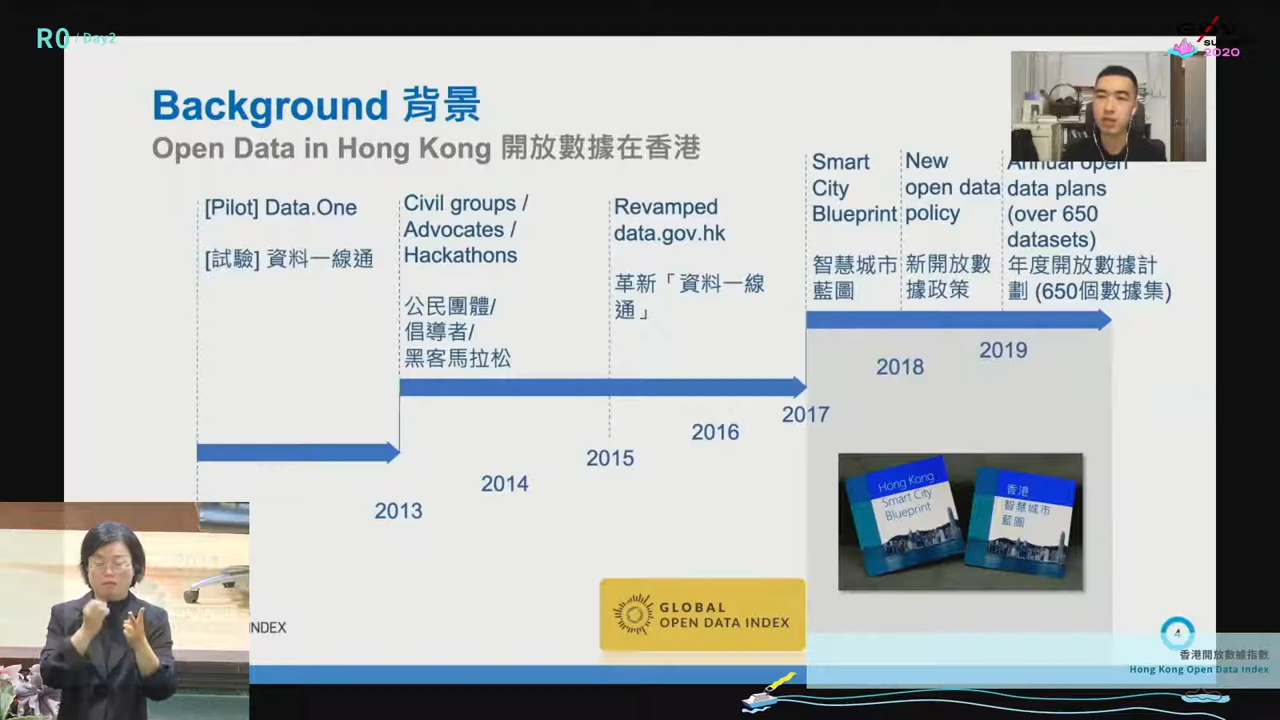 R0 / Day2
2020
Background 背景
Open Data in Hong Kong 開放數據在香港
[Pilot] Data.One
[試驗] 資料一線通
Civil groups /
Advocates /
Hackathons
公民團體/
倡導者/
黑客馬拉松
Revamped
data.gov.hk
革新「資料一線
通」
Smart
City
Blueprint
智慧城市
藍圖
New
open data
policy
新開放數
據政策
Annual open
data plans
(over 650
datasets)
年度開放數據計
劃 (650個數據集)
2013
2014
2015
2016
2017
2018
2019
Hong Kong
Smart City
Blueprint
香港
智慧城市
藍圖
GLOBAL
OPEN DATA INDEX
INDEX
4
香港開放數據指數
Hong Kong Open Data Index